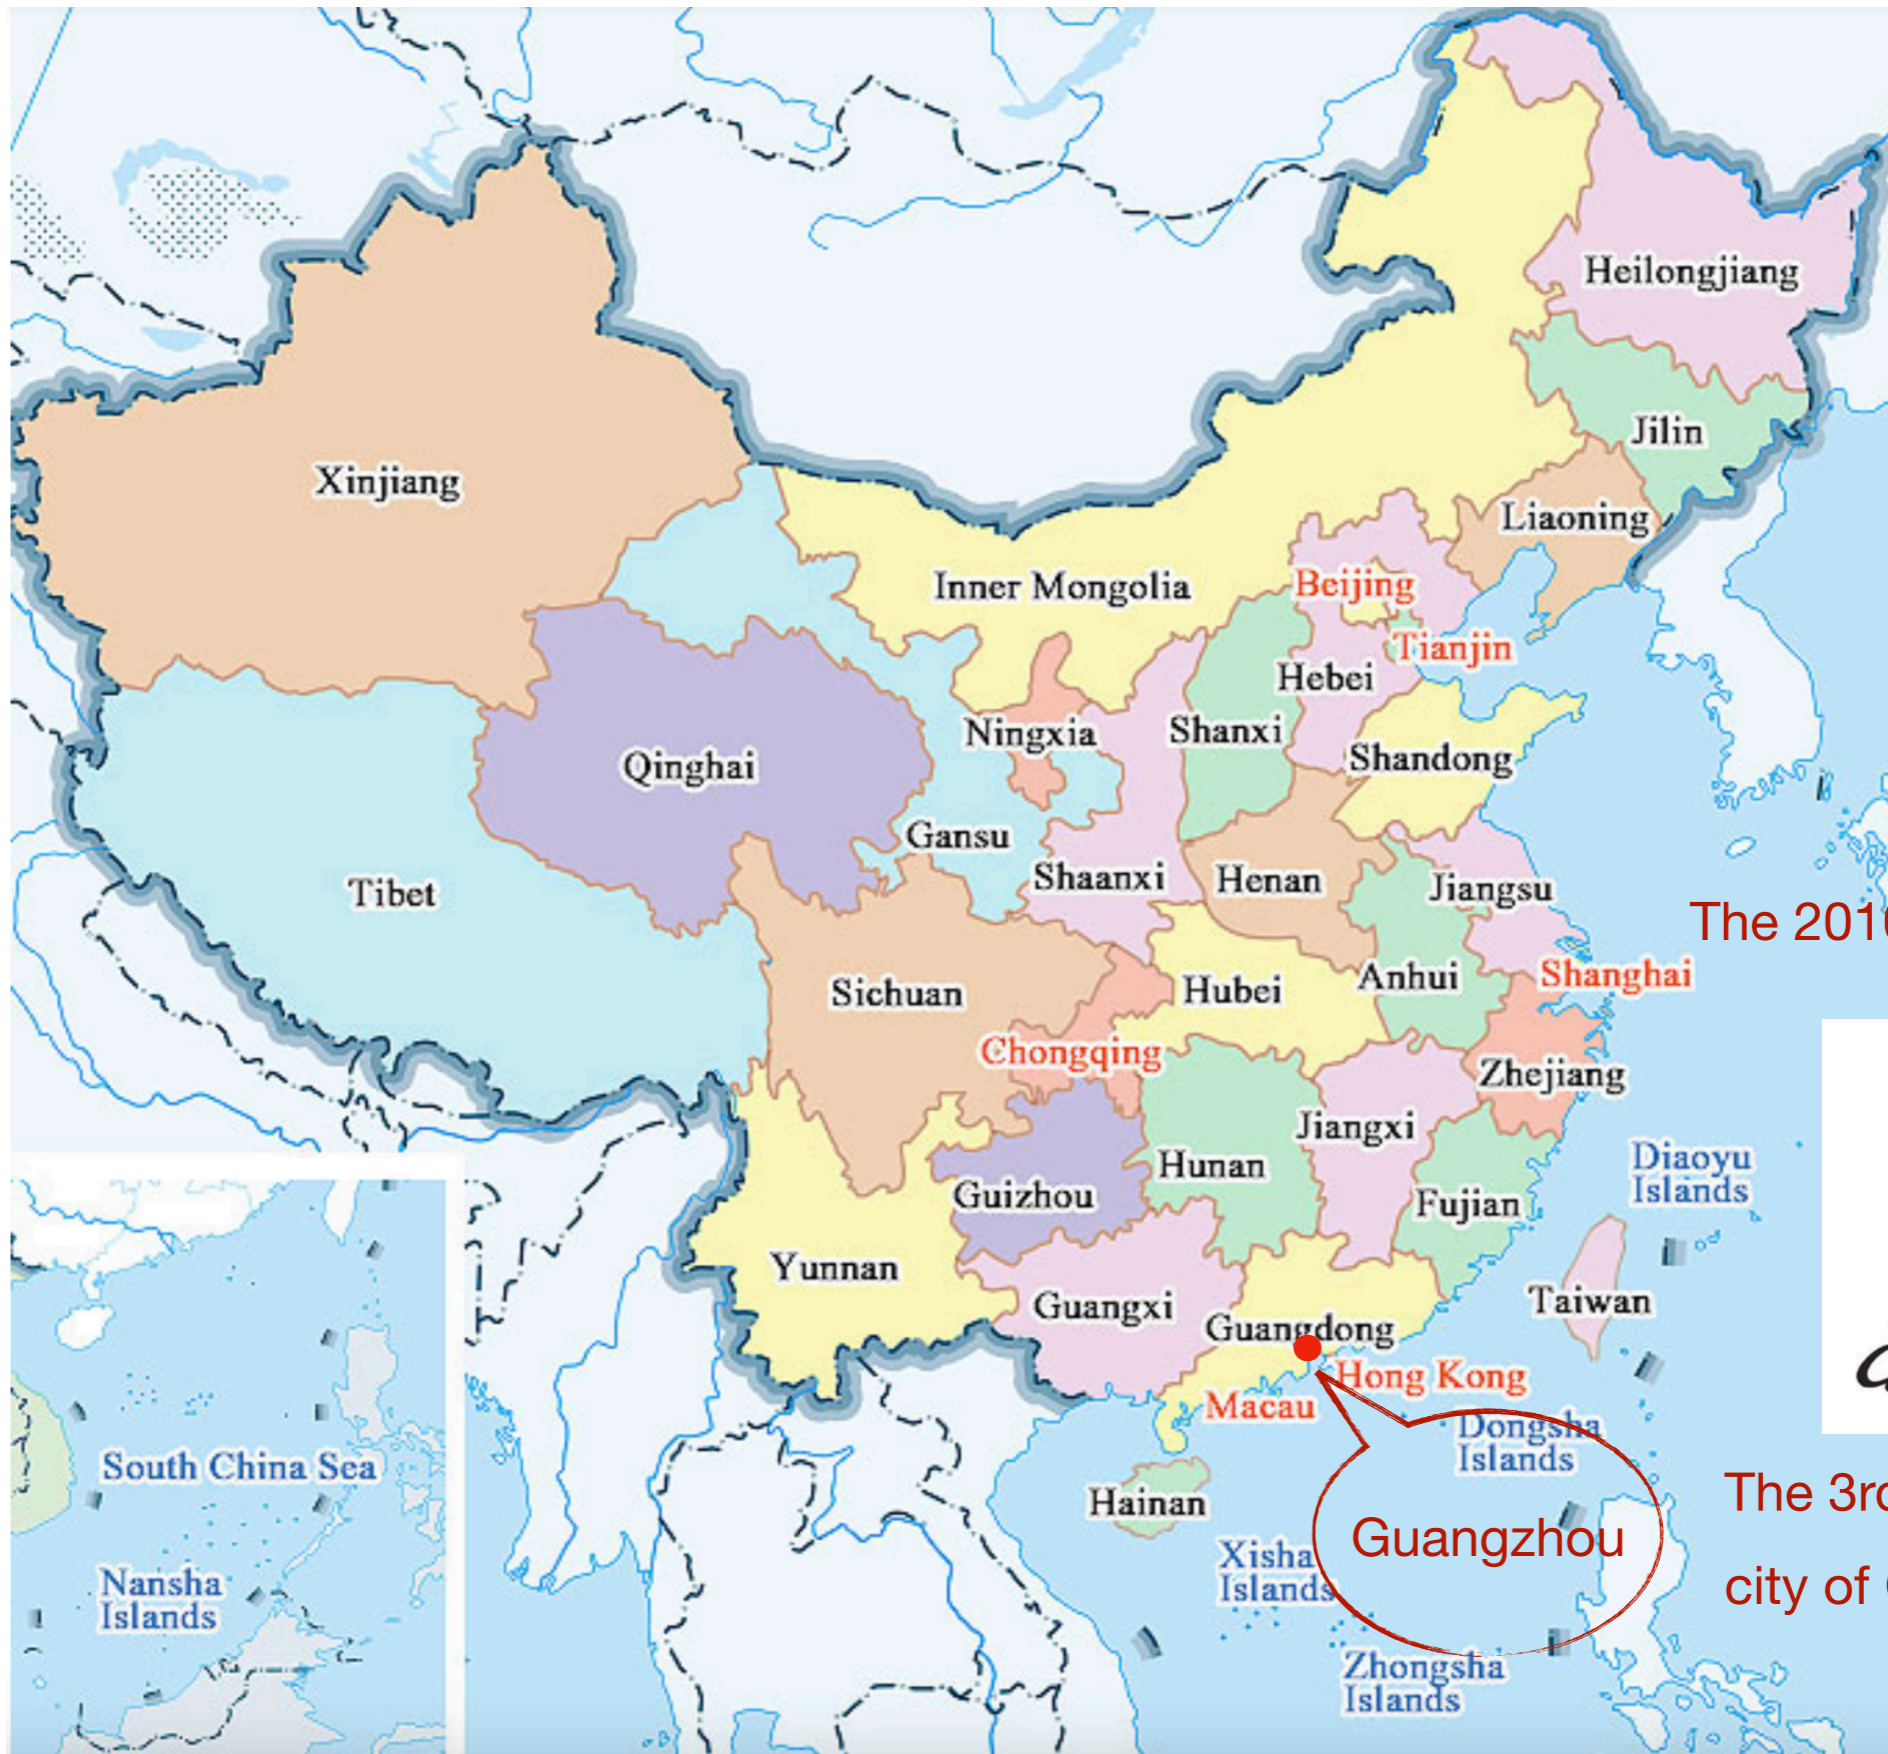 Heilongjiang
Jilin
Xinjiang
Liaoning
Inner Mongolia
Beijing
Tianjin
Hebei
Ningxia
Shanxi
Qinghai
Shandong
Gansu
Shaanxi
Henan
Jiangsu
Tibet
The 2010
Sichuan
Hubei
Anhui
Shanghai
Chongqing
Zhejiang
Jiangxi
Hunan
Diaoyu
Islands
Guizhou
Fujian
Yunnan
Guangxi
Taiwan
Guangdong
Hong Kong
Macau
Dongsha
Islands
South China Sea
Hainan
The 3rd
Guangzhou
Xisha
Islands
Nansha
Islands
city of
Zhongsha
Islands